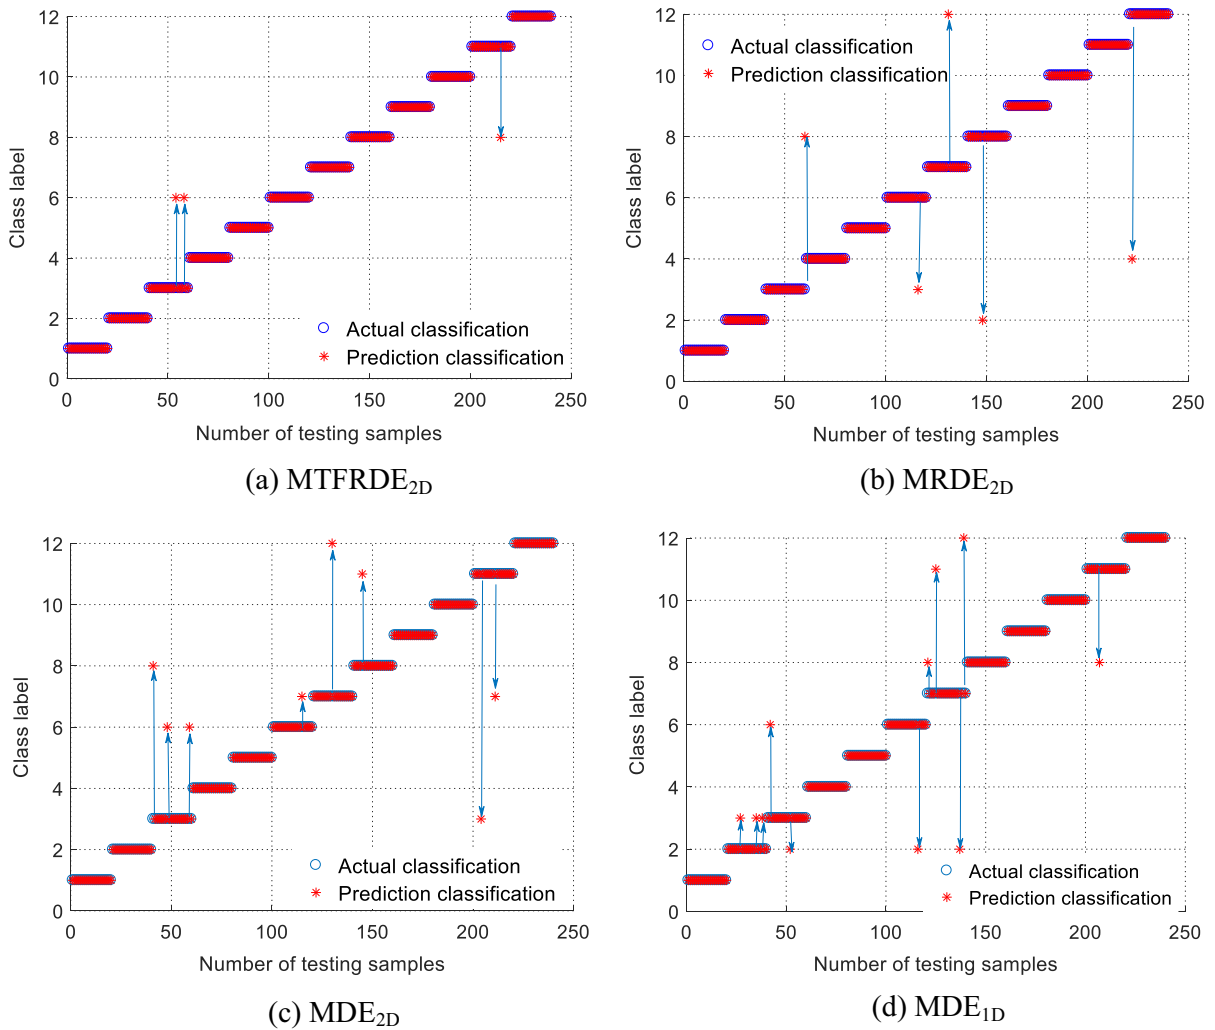 12
10
8
6
4
2
0
Class label
Actual classification
Prediction classification
0 50 100 150 200 250
Number of testing samples
(a) MTFRDE2D
12
10
8
6
4
2
0
Class label
Actual classification
Prediction classification
0 50 100 150 200 250
Number of testing samples
(b) MRDE2D
12
10
8
6
4
2
0
Class label
Actual classification
Prediction classification
0 50 100 150 200 250
Number of testing samples
(c) MDE2D
12
10
8
6
4
2
0
Class label
Actual classification
Prediction classification
0 50 100 150 200 250
Number of testing samples
(d) MDE1D